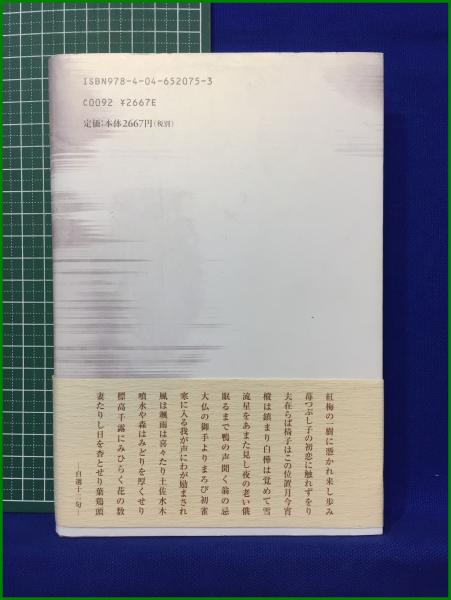 ISBN978-4-04-652075-3
C0092 ¥2667E
定価:本体2667円(税別)
紅梅の一樹に憑かれ来し歩み
苺つぶし子の初恋に触れずをり
夫在らば椅子はこの位置月今宵
樅は鎮まり白樺は覚めて雪
流星をあまた見し夜の老い俄
眠るまで鴨の声聞く翁の忌
大仏の御手よりまろび初雀
寒に入る我が声にわが励まされ
風は颯雨は喜々たり土佐水木
噴水や森はみどりを厚くせり
標高千露にみひらく花の数
妻たりし日を杳とせり葉鶏頭
―自選十二句―